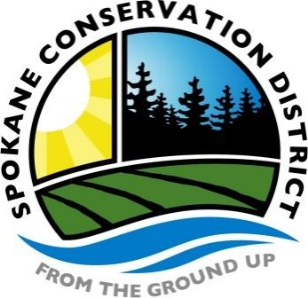 SPOKANE CONSERVATION DISTRICT
FROM THE GROUND UP